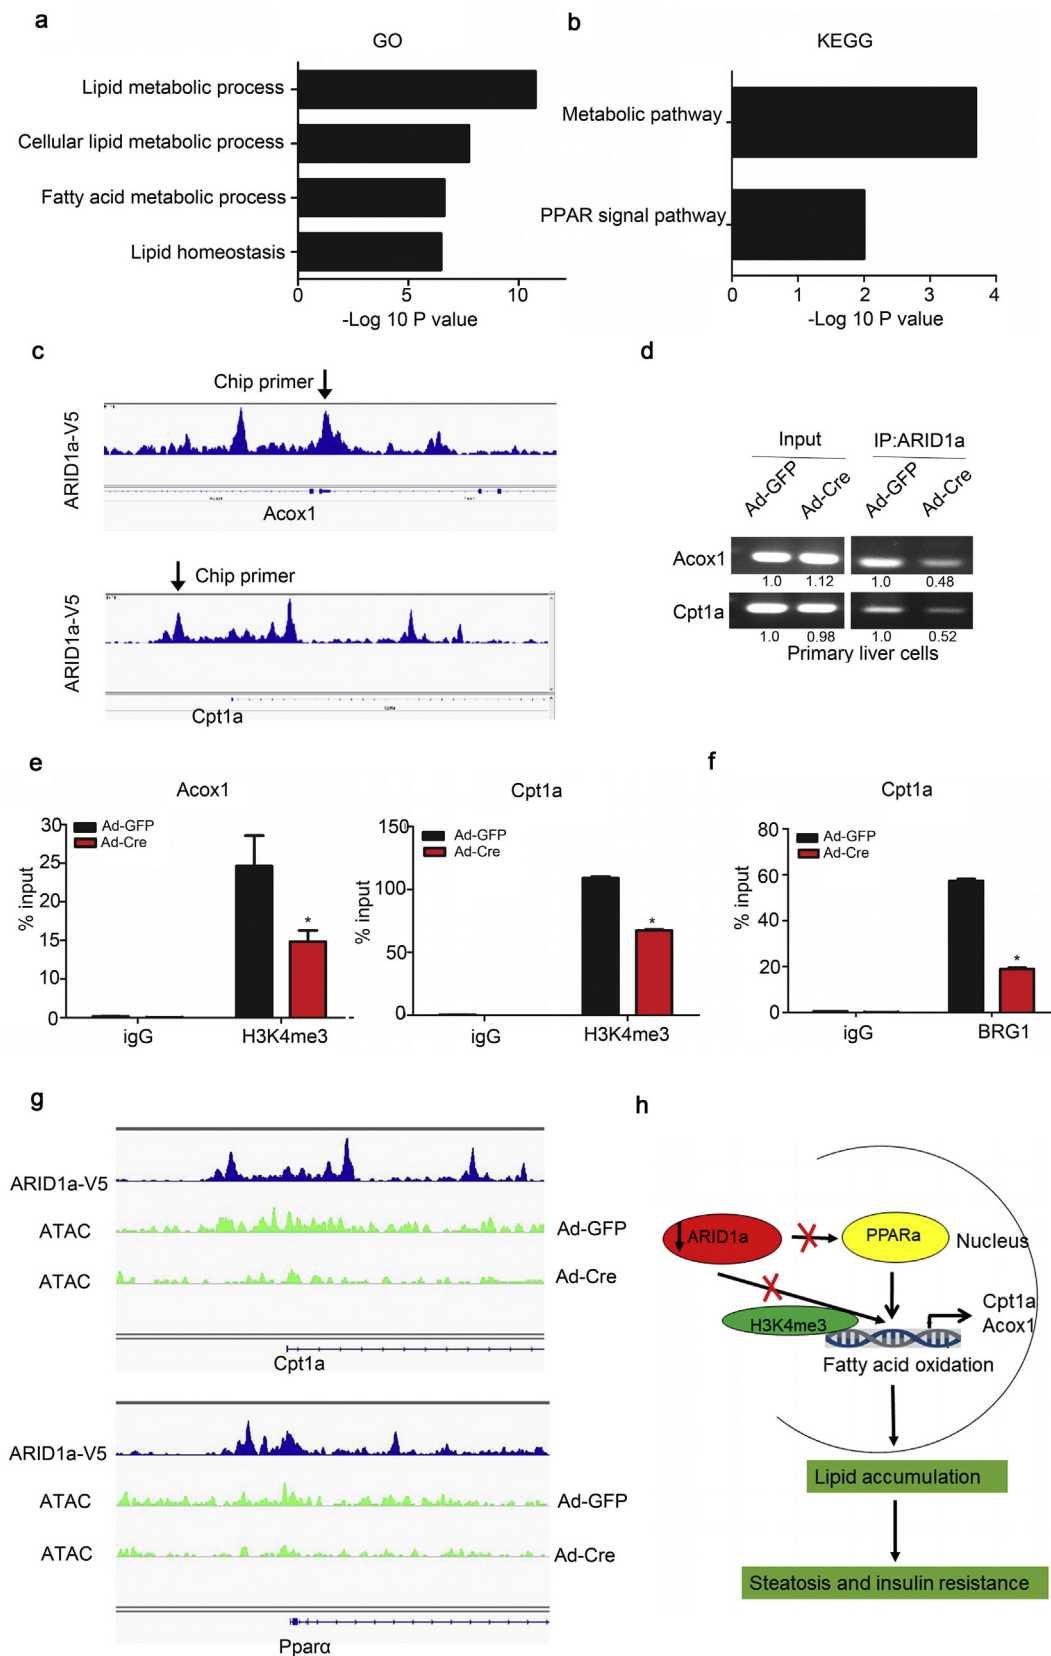 a
GO
Lipid metabolic process
Cellular lipid metabolic process
Fatty acid metabolic process
Lipid homeostasis
0 5 10
-Log 10 P value
b
KEGG
Metabolic pathway
PPAR signal pathway
0 1 2 3 4
-Log 10 P value
c
Chip primer
ARID1a-V5
Acox1
Chip primer
ARID1a-V5
Cpt1a
Cpt1a
d
Input IP:ARID1a
Ad-GFP Ad-Cre Ad-GFP Ad-Cre
Acox1
1.0 1.12 1.0 0.48
Cpt1a
1.0 0.98 1.0 0.52
Primary liver cells
e
Acox1
Ad-GFP
Ad-Cre
% input
30
25
20
15
10
0
*
igG H3K4me3
Cpt1a
Ad-GFP
Ad-Cre
% input
150
100
50
0
*
igG H3K4me3
f
Cpt1a
Ad-GFP
Ad-Cre
% input
80
60
40
20
0
*
igG BRG1
g
ARID1a-V5
ATAC Ad-GFP
ATAC Ad-Cre
Cpt1a
ARID1a-V5
ATAC Ad-GFP
ATAC Ad-Cre
Pparα
h
ARID1a
PPARa
Nucleus
H3K4me3
Cpt1a
Acox1
Fatty acid oxidation
Lipid accumulation
Steatosis and insulin resistance